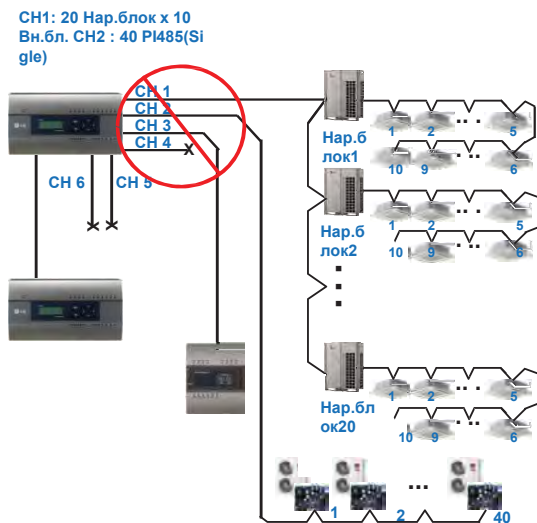 CH1: 20 Нар.блок x 10
Вн.бл. CH2 : 40 PI485(Si
gle)
CH 1
CH 2
CH 3
CH 4
X
CH 6
CH 5
Нар.б
лок1
1 2 5
10 9 6
Нар.б
лок2
1 2 5
10 9 6
Нар.бл
ок20
1 2 5
10 9 6
1 2 40